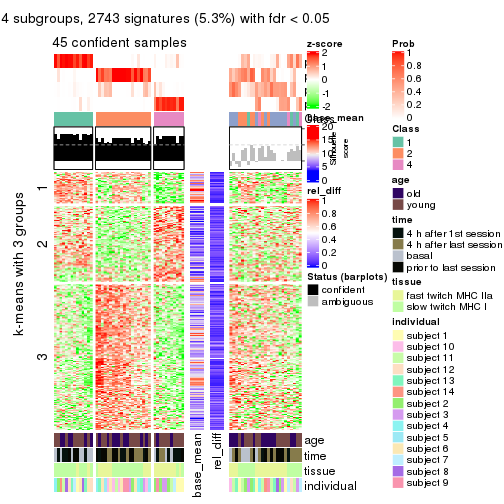 4 subgroups, 2743 signatures (5.3%) with fdr < 0.05
45 confident samples
k-means with 3 groups
1
2
3
base_mean
rel_diff
age
time
tissue
individual
z-score
2
1
0
-1
-2
base_mean
20
15
10
5
0
Silhouette
score
rel_diff
1
0.8
0.6
0.4
0.2
0
Status (barplots)
confident
ambiguous
Prob
1
0.8
0.6
0.4
0.2
0
Class
1
2
4
age
old
young
time
4 h after 1st session
4 h after last session
basal
prior to last session
tissue
fast twitch MHC IIa
slow twitch MHC I
individual
subject 1
subject 10
subject 11
subject 12
subject 13
subject 14
subject 2
subject 3
subject 4
subject 5
subject 6
subject 7
subject 8
subject 9